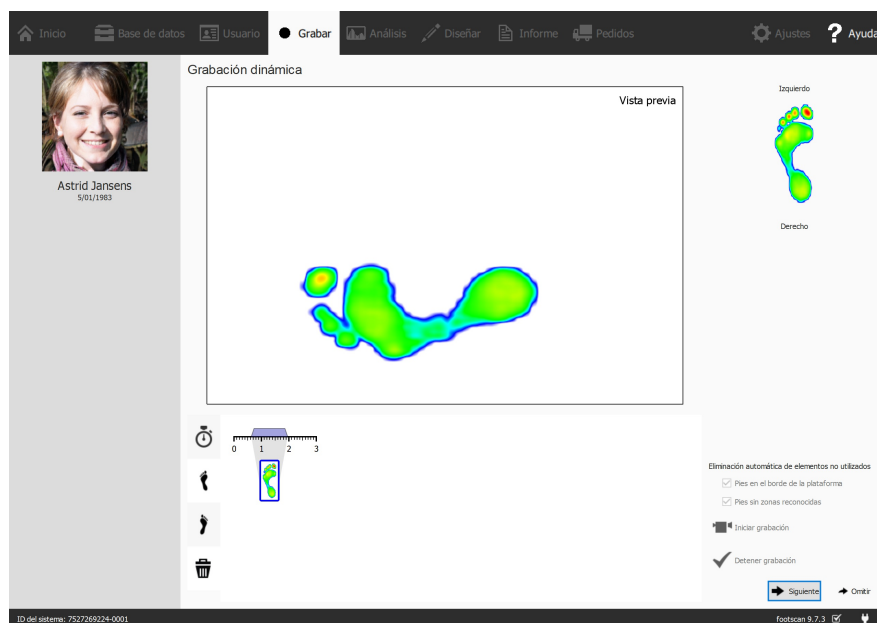 Inicio
Base de datos
Usuario
Grabar
Análisis
Diseñar
Informe
Pedidos
Ajustes
Ayuda
Astrid Jansens
5/01/1983
Grabación dinámica
Vista previa
Izquierdo
Derecho
0 1 2 3
Eliminación automática de elementos no utilizados
Pies en el borde de la plataforma
Pies sin zonas reconocidas
Iniciar grabación
Detener grabación
Siguiente
Omitir
ID del sistema: 7527269224-0001
footscan 9.7.3